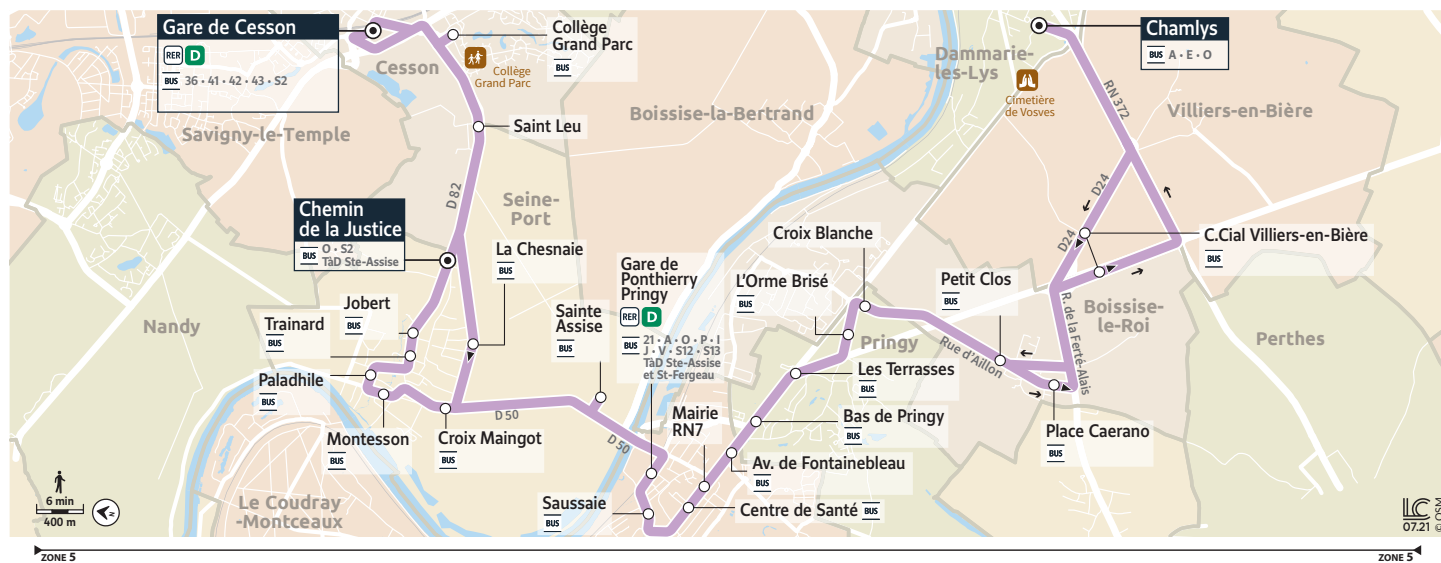 Gare de Cesson
RER D
BUS 36 • 41 • 42 • 43 • S2
Cesson
Collège
Grand Parc
BUS
Collège
Grand Parc
Savigny-le-Temple
Saint Leu
Boissise-la-Bertrand
Dammarie-
les-Lys
Cimetière
de Vosves
Chamlys
BUS A • E • O
RN 372
Villiers-en-Bière
D 82
Seine-
Port
Chemin
de la Justice
BUS O • S2
TàD Ste-Assise
La Chesnaie
BUS
D24
D24
C.Cial Villiers-en-Bière
BUS
Nandy
Jobert
BUS
Trainard
BUS
Paladhile
BUS
Montesson
BUS
Croix Maingot
BUS
D 50
Sainte
Assise
BUS
D 50
Gare de
Ponthierry
Pringy
RER D
BUS 21 • A • O • P • I
J • V • S12 • S13
TàD Ste-Assise
et St-Fergeau
Saussaie
BUS
Mairie
RN7
BUS
Centre de Santé BUS
Av. de Fontainebleau
BUS
Bas de Pringy
BUS
Les Terrasses
BUS
L'Orme Brisé
BUS
Croix Blanche
BUS
Pringy
Petit Clos
BUS
Rue d'Aillon
Place Caerano
BUS
R. de la Ferté-Alais
Boissise-
le-Roi
Perthes
Le Coudray
-Montceaux
6 min
400 m
N
LC
07.21 © OSM
ZONE 5
ZONE 5